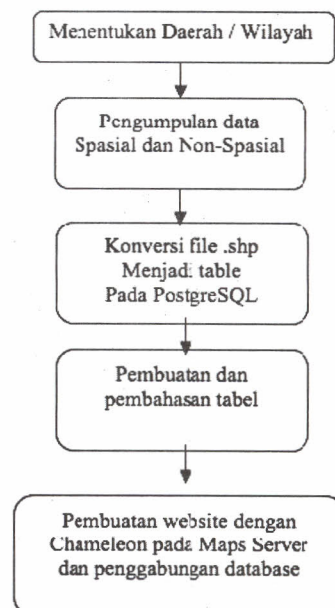 Menentukan Daerah / Wilayah
Pengumpulan data
Spasial dan Non-Spasial
Konversi file .shp
Menjadi table
Pada PostgreSQL
Pembuatan dan
pembahasan tabel
Pembuatan website dengan
Chameleon pada Maps Server
dan penggabungan database